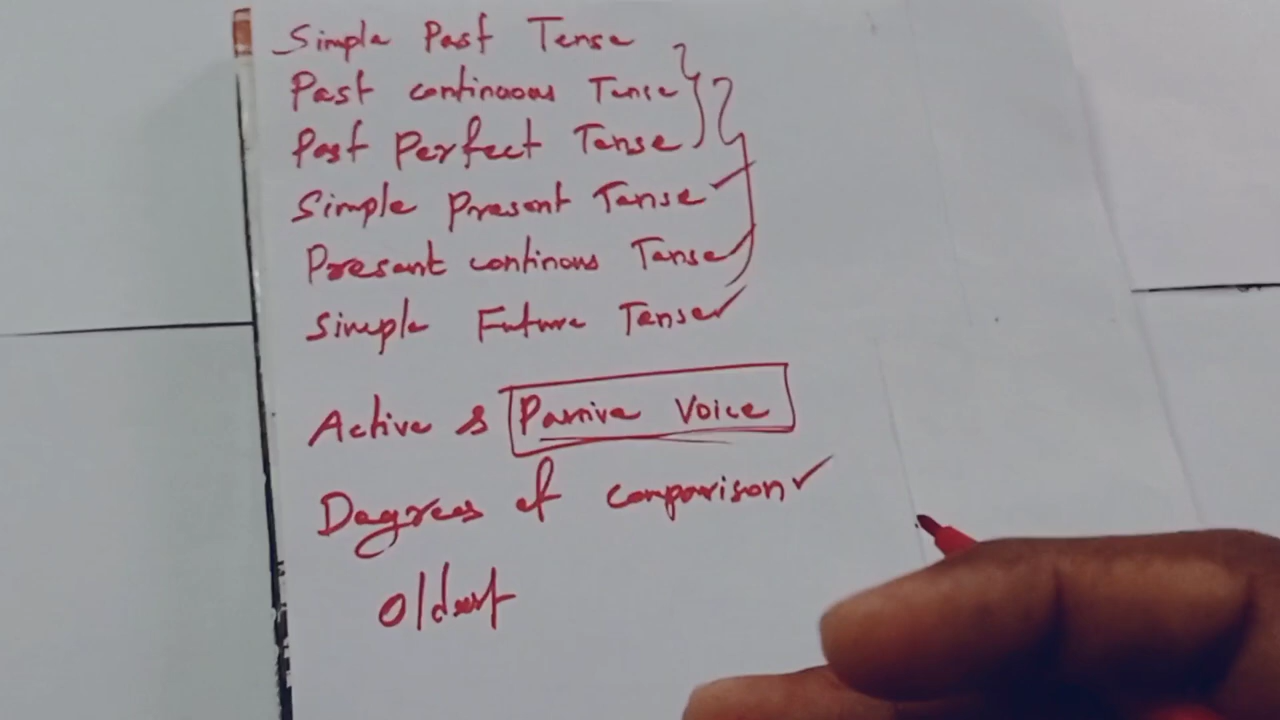 Simple Past Tense
Past continuous Tense
Past Perfect Tense
Simple Present Tense
Present continous Tense
Simple Future Tense
Active & Passive Voice
Degrees of comparison
Oldest